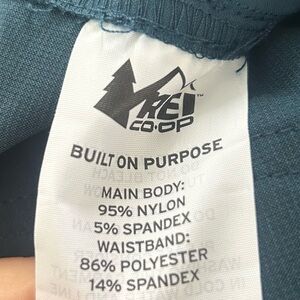 REI
CO·OP
BUILT ON PURPOSE
MAIN BODY:
95% NYLON
5% SPANDEX
WAISTBAND:
86% POLYESTER
14% SPANDEX